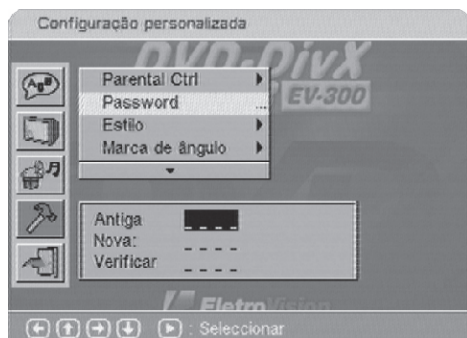 Configuração personalizada
DVD-DivX
EV-300
Parental Ctrl
Password ...
Estilo
Marca de ângulo
Antiga _ _ _ _
Nova: _ _ _ _
Verificar _ _ _ _
EletroVision
: Seleccionar